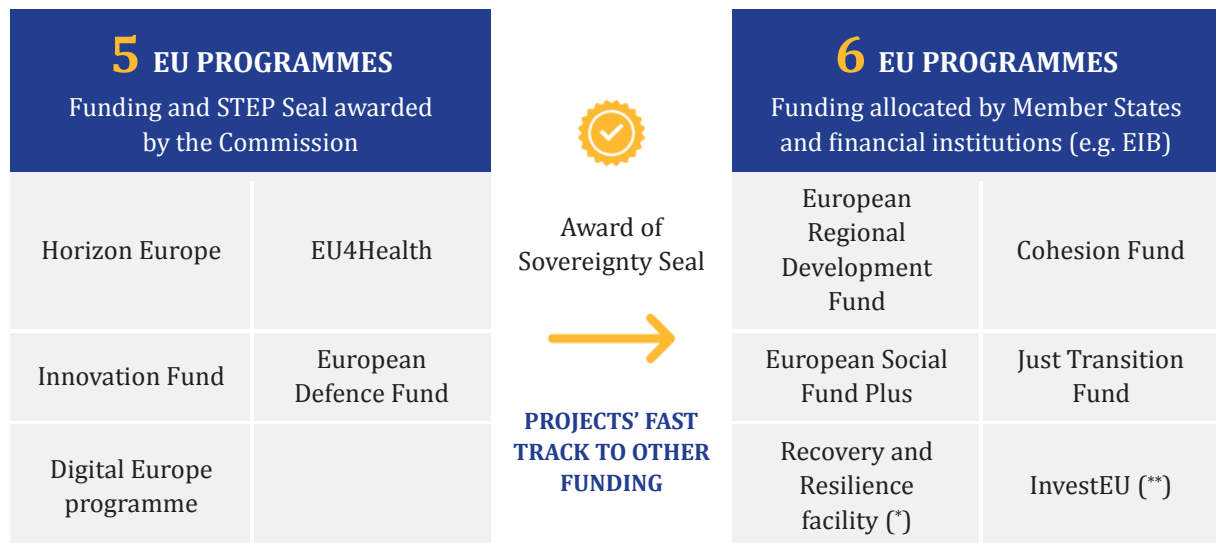 5 EU PROGRAMMES
Funding and STEP Seal awarded
by the Commission
Horizon Europe
EU4Health
Innovation Fund
European
Defence Fund
Digital Europe
programme
Award of
Sovereignty Seal
PROJECTS’ FAST
TRACK TO OTHER
FUNDING
6 EU PROGRAMMES
Funding allocated by Member States
and financial institutions (e.g. EIB)
European
Regional
Development
Fund
Cohesion Fund
European Social
Fund Plus
Just Transition
Fund
Recovery and
Resilience
facility (*)
InvestEU (**)